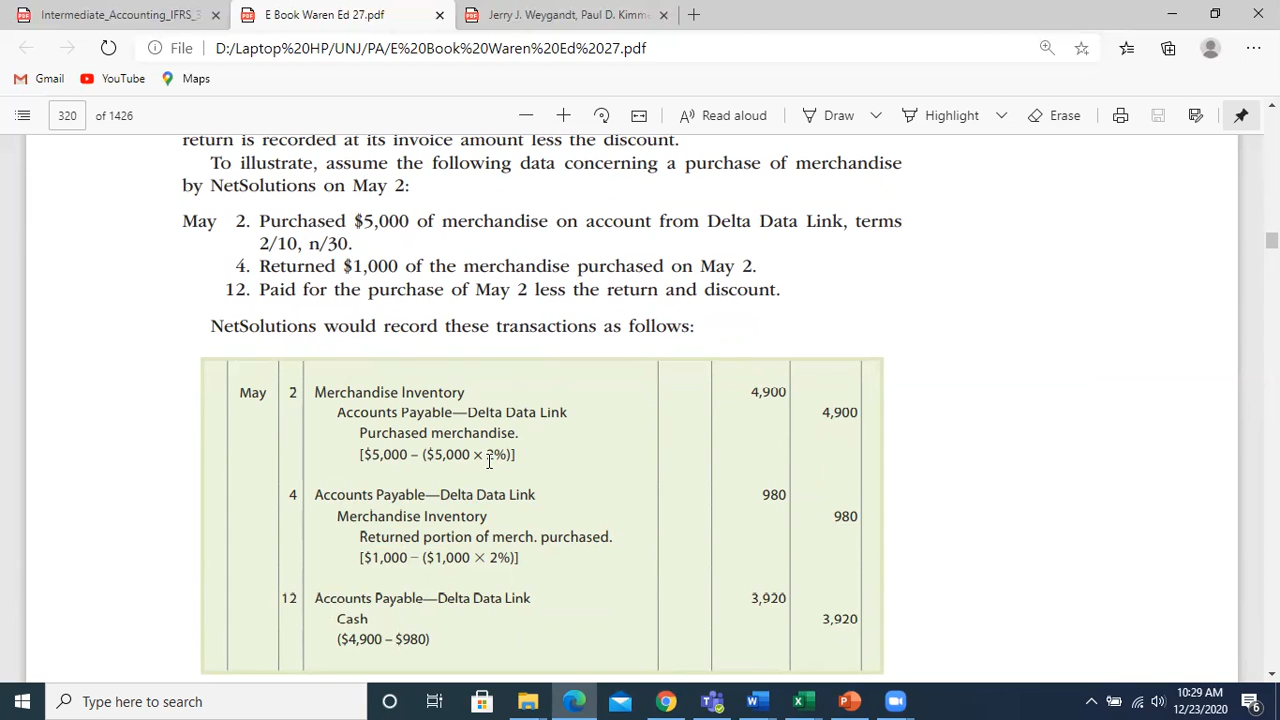 Intermediate_Accounting_IFRS_3
E Book Waren Ed 27.pdf
Jerry J. Weygandt, Paul D. Kimme
File D:/Laptop%20HP/UNJ/PA/E%20Book%20Waren%20Ed%2027.pdf
Gmail YouTube Maps
320 of 1426 Read aloud Draw Highlight Erase
return is recorded at its invoice amount less the discount.
To illustrate, assume the following data concerning a purchase of merchandise
by NetSolutions on May 2:
May 2. Purchased $5,000 of merchandise on account from Delta Data Link, terms
2/10, n/30.
4. Returned $1,000 of the merchandise purchased on May 2.
12. Paid for the purchase of May 2 less the return and discount.
NetSolutions would record these transactions as follows:
May 2 Merchandise Inventory 4,900
Accounts Payable—Delta Data Link 4,900
Purchased merchandise.
[$5,000 – ($5,000 × 2%)]
4 Accounts Payable—Delta Data Link 980
Merchandise Inventory 980
Returned portion of merch. purchased.
[$1,000 – ($1,000 × 2%)]
12 Accounts Payable—Delta Data Link 3,920
Cash 3,920
($4,900 – $980)
Type here to search
10:29 AM
12/23/2020
6